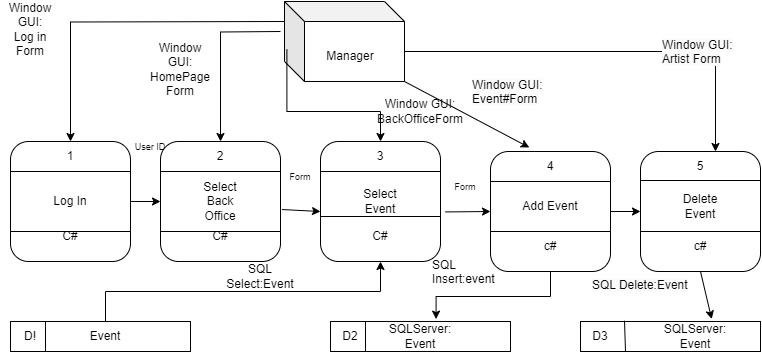 Window
GUI:
Log in
Form
Window
GUI:
HomePage
Form
Manager
Window GUI:
Artist Form
Window GUI:
Event#Form
Window GUI:
BackOfficeForm
1
Log In
C#
User ID
2
Select
Back
Office
C#
Form
3
Select
Event
C#
Form
4
Add Event
c#
5
Delete
Event
c#
SQL
Select:Event
SQL
Insert:event
SQL Delete:Event
D!
Event
D2
SQLServer:
Event
D3
SQLServer:
Event